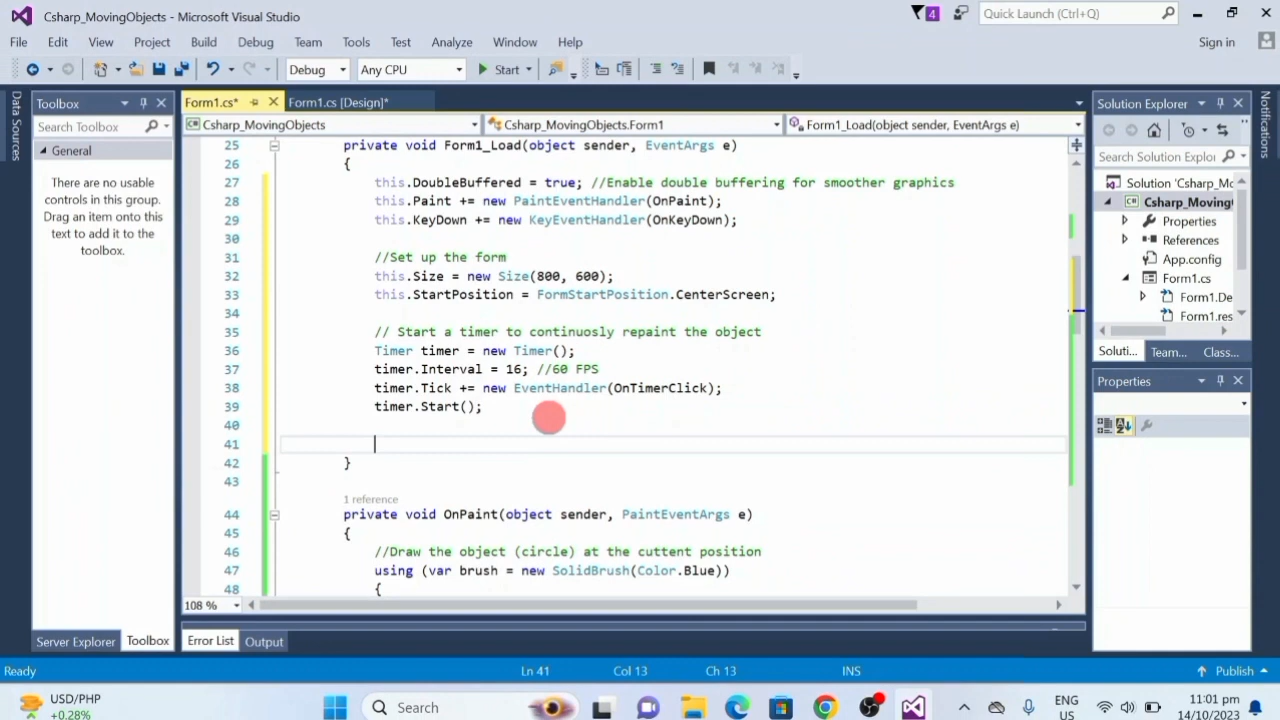 Csharp_MovingObjects - Microsoft Visual Studio
4
Quick Launch (Ctrl+Q)
File Edit View Project Build Debug Team Tools Test Analyze Window Help
Sign in
Debug Any CPU Start
Data Sources
Toolbox
Search Toolbox
General
There are no usable
controls in this group.
Drag an item onto this
text to add it to the
toolbox.
Server Explorer Toolbox
Form1.cs* Form1.cs [Design]*
Csharp_MovingObjects Csharp_MovingObjects.Form1 Form1_Load(object sender, EventArgs e)
25 private void Form1_Load(object sender, EventArgs e)
26 {
27 this.DoubleBuffered = true; //Enable double buffering for smoother graphics
28 this.Paint += new PaintEventHandler(OnPaint);
29 this.KeyDown += new KeyEventHandler(OnKeyDown);
30
31 //Set up the form
32 this.Size = new Size(800, 600);
33 this.StartPosition = FormStartPosition.CenterScreen;
34
35 // Start a timer to continuosly repaint the object
36 Timer timer = new Timer();
37 timer.Interval = 16; //60 FPS
38 timer.Tick += new EventHandler(OnTimerClick);
39 timer.Start();
40
41
42 }
43
1 reference
44 private void OnPaint(object sender, PaintEventArgs e)
45 {
46 //Draw the object (circle) at the cuttent position
47 using (var brush = new SolidBrush(Color.Blue))
48 {
108 %
Error List Output
Solution Explorer
Search Solution Explo
Solution 'Csharp_Mo
Csharp_Moving
Properties
References
App.config
Form1.cs
Form1.De
Form1.res
Soluti... Team... Class...
Properties
Notifications
Ready Ln 41 Col 13 Ch 13 INS Publish
USD/PHP
+0.28%
Search
ENG
US
11:01 pm
14/10/2023